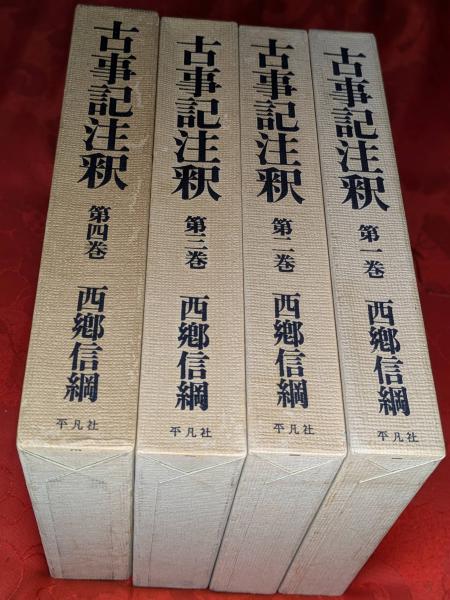 古事記注釈 第一巻 西郷信綱
平凡社
古事記注釈 第二巻 西郷信綱
平凡社
古事記注釈 第三巻 西郷信綱
平凡社
古事記注釈 第四巻 西郷信綱
平凡社